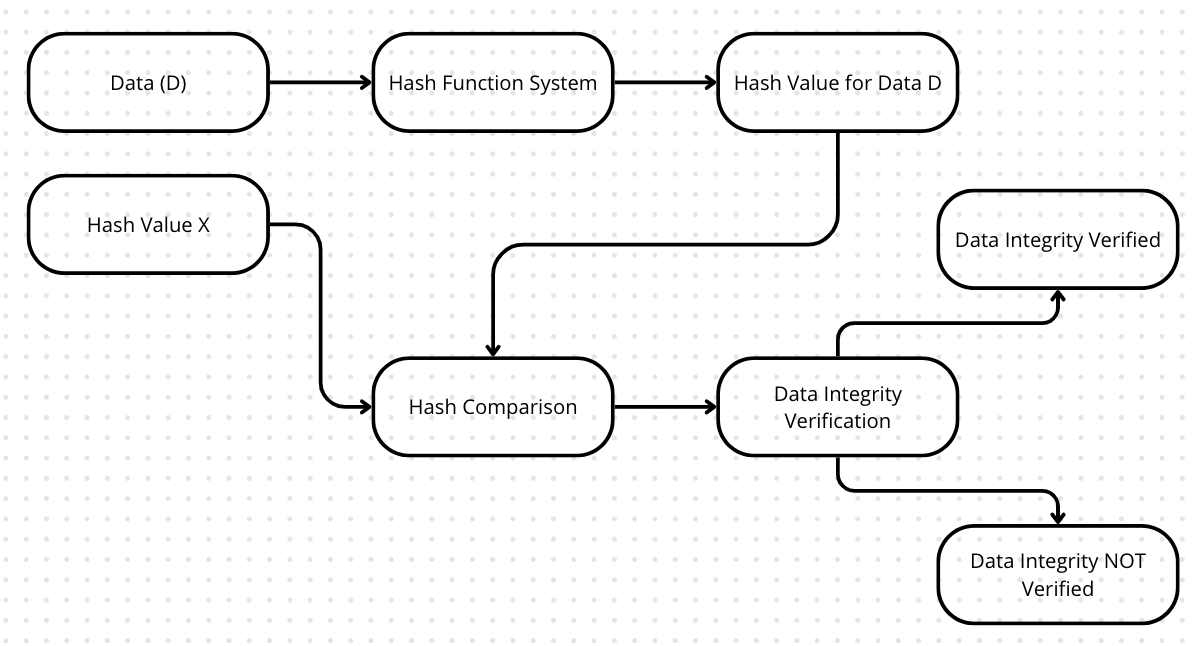 Data (D)
Hash Function System
Hash Value for Data D
Hash Value X
Data Integrity Verified
Hash Comparison
Data Integrity
Verification
Data Integrity NOT
Verified